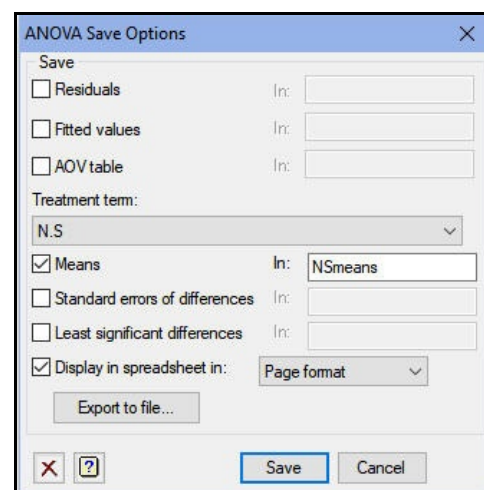 ANOVA Save Options
Save
Residuals In:
Fitted values In:
AOV table In:
Treatment term:
N.S
Means In: NSmeans
Standard errors of differences In:
Least significant differences In:
Display in spreadsheet in: Page format
Export to file...
Save Cancel